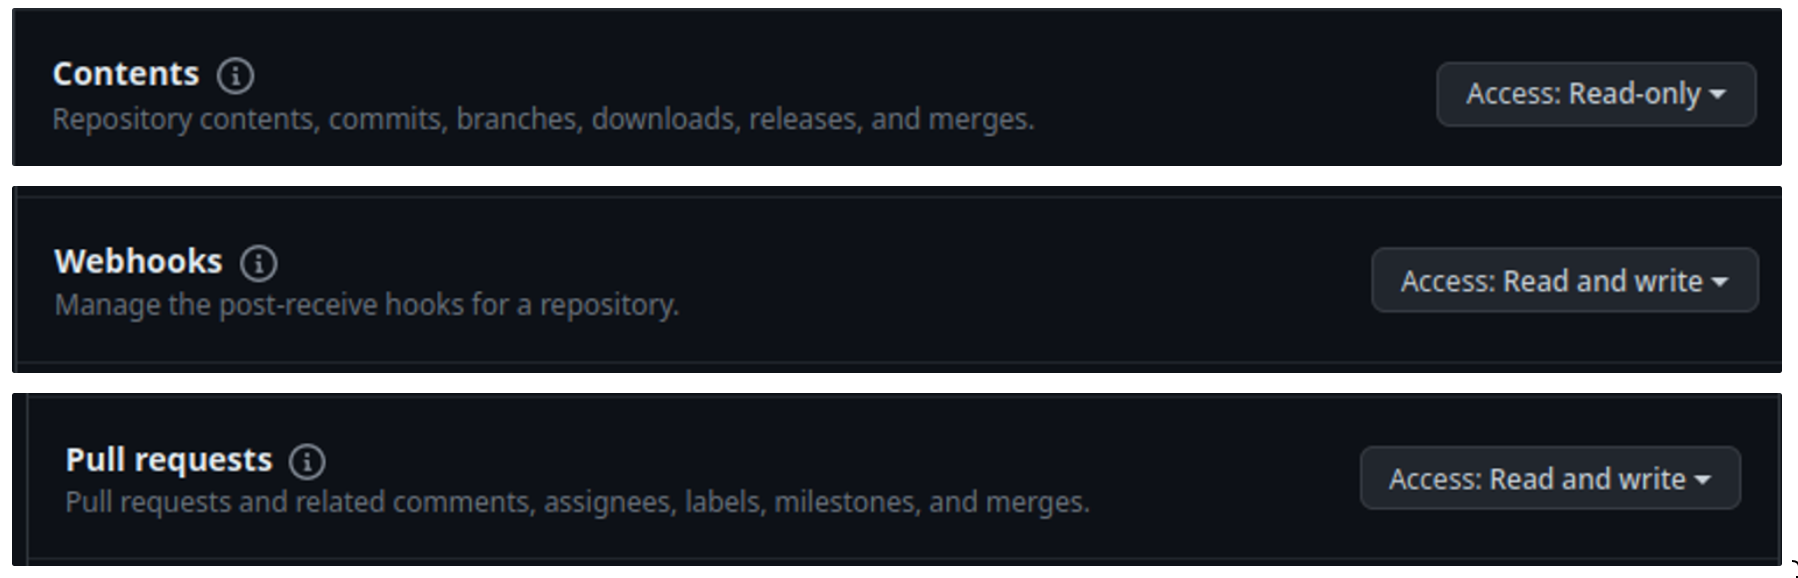 Contents
Repository contents, commits, branches, downloads, releases, and merges.
Access: Read-only
Webhooks
Manage the post-receive hooks for a repository.
Access: Read and write
Pull requests
Pull requests and related comments, assignees, labels, milestones, and merges.
Access: Read and write